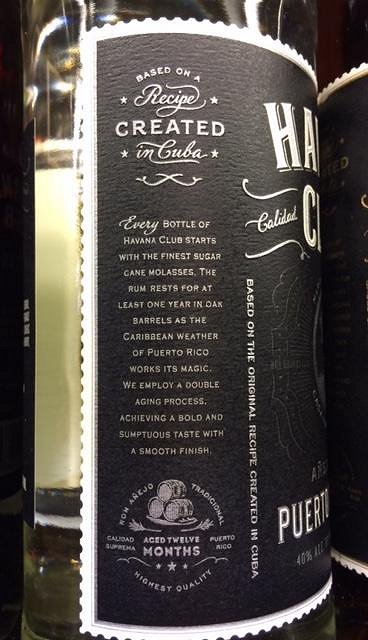 BASED ON A
Recipe
CREATED
in Cuba
Every BOTTLE OF
HAVANA CLUB STARTS
WITH THE FINEST SUGAR
CANE MOLASSES. THE
RUM RESTS FOR AT
LEAST ONE YEAR IN OAK
BARRELS AS THE
CARIBBEAN WEATHER
OF PUERTO RICO
WORKS ITS MAGIC.
WE EMPLOY A DOUBLE
AGING PROCESS,
ACHIEVING A BOLD AND
SUMPTUOUS TASTE WITH
A SMOOTH FINISH.
RON AÑEJO TRADICIONAL
CALIDAD SUPREMA
AGED TWELVE
MONTHS
PUERTO RICO
HIGHEST QUALITY
BASED ON THE ORIGINAL RECIPE CREATED IN CUBA
HA
Calidad
C
AÑE
PUERTO
40% AL